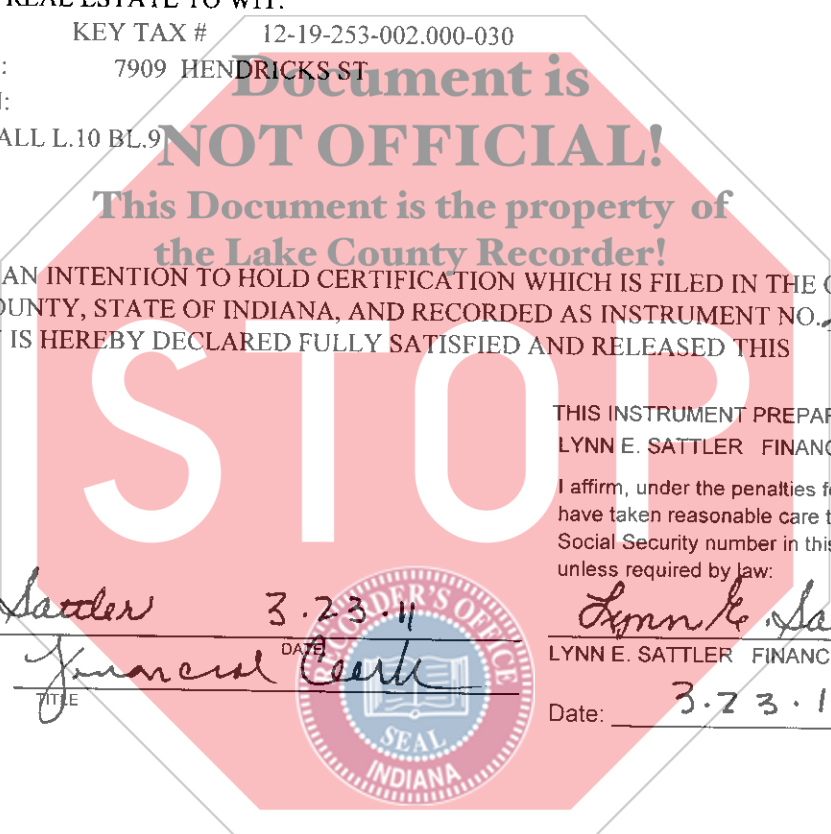 REAL ESTATE TO WIT:
KEY TAX # 12-19-253-002.000-030
: 7909 HENDRICKS ST
:
ALL L.10 BL.9
Document is
NOT OFFICIAL!
This Document is the property of
the Lake County Recorder!
AN INTENTION TO HOLD CERTIFICATION WHICH IS FILED IN THE
OUNTY, STATE OF INDIANA, AND RECORDED AS INSTRUMENT NO.
IS HEREBY DECLARED FULLY SATISFIED AND RELEASED THIS
STOP
THIS INSTRUMENT PREPAR
LYNN E. SATTLER FINANC
I affirm, under the penalties f
have taken reasonable care t
Social Security number in this
unless required by law:
Sattler 3.23.11
DATE
Financial Clerk
TITLE
Lynn E. Sa
LYNN E. SATTLER FINANC
Date: 3.23.1
RECORDER'S OFFICE
SEAL
INDIANA